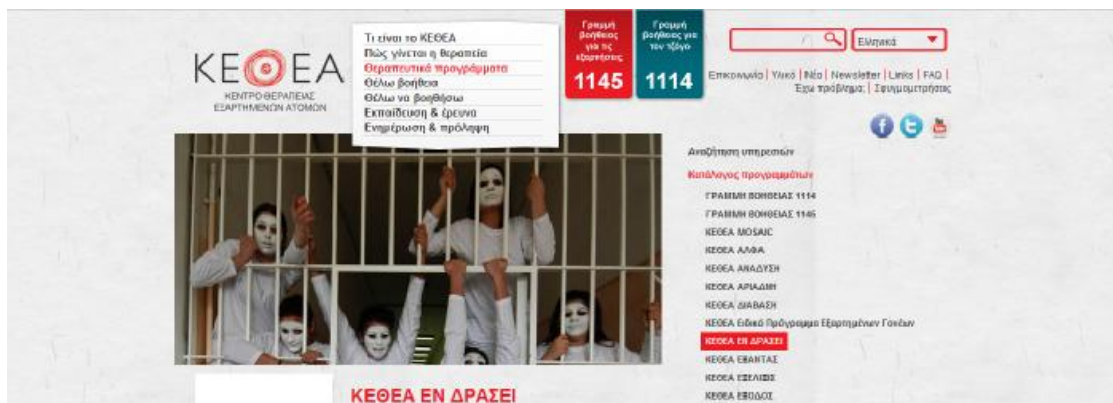 ΚΕΘΕΑ
ΚΕΝΤΡΟ ΘΕΡΑΠΕΙΑΣ
ΕΞΑΡΤΗΜΕΝΩΝ ΑΤΟΜΩΝ
Τι είναι το ΚΕΘΕΑ
Πώς γίνεται η θεραπεία
Θεραπευτικά προγράμματα
Θέλω βοήθεια
Θέλω να βοηθήσω
Εκπαίδευση & έρευνα
Ενημέρωση & πρόληψη
Γραμμή
βοήθειας
για τις
εξαρτήσεις
1145
Γραμμή
βοήθειας για
τον τζόγο
1114
Ελληνικά
Επικοινωνία | Υλικό | Νέα | Newsletter | Links | FAQ |
Έχω πρόβλημα; | Σφυγμομετρήσεις
Αναζήτηση υπηρεσιών
Κατάλογος προγραμμάτων
ΓΡΑΜΜΗ ΒΟΗΘΕΙΑΣ 1114
ΓΡΑΜΜΗ ΒΟΗΘΕΙΑΣ 1145
ΚΕΘΕΑ MOSAIC
ΚΕΘΕΑ ΑΛΦΑ
ΚΕΘΕΑ ΑΝΑΔΥΣΗ
ΚΕΘΕΑ ΑΡΙΑΔΝΗ
ΚΕΘΕΑ ΔΙΑΒΑΣΗ
ΚΕΘΕΑ Ειδικό Πρόγραμμα Εξαρτημένων Γονέων
ΚΕΘΕΑ ΕΝ ΔΡΑΣΕΙ
ΚΕΘΕΑ ΕΞΑΝΤΑΣ
ΚΕΘΕΑ ΕΞΕΛΙΞΙΣ
ΚΕΘΕΑ ΕΞΟΔΟΣ
ΚΕΘΕΑ ΕΝ ΔΡΑΣΕΙ